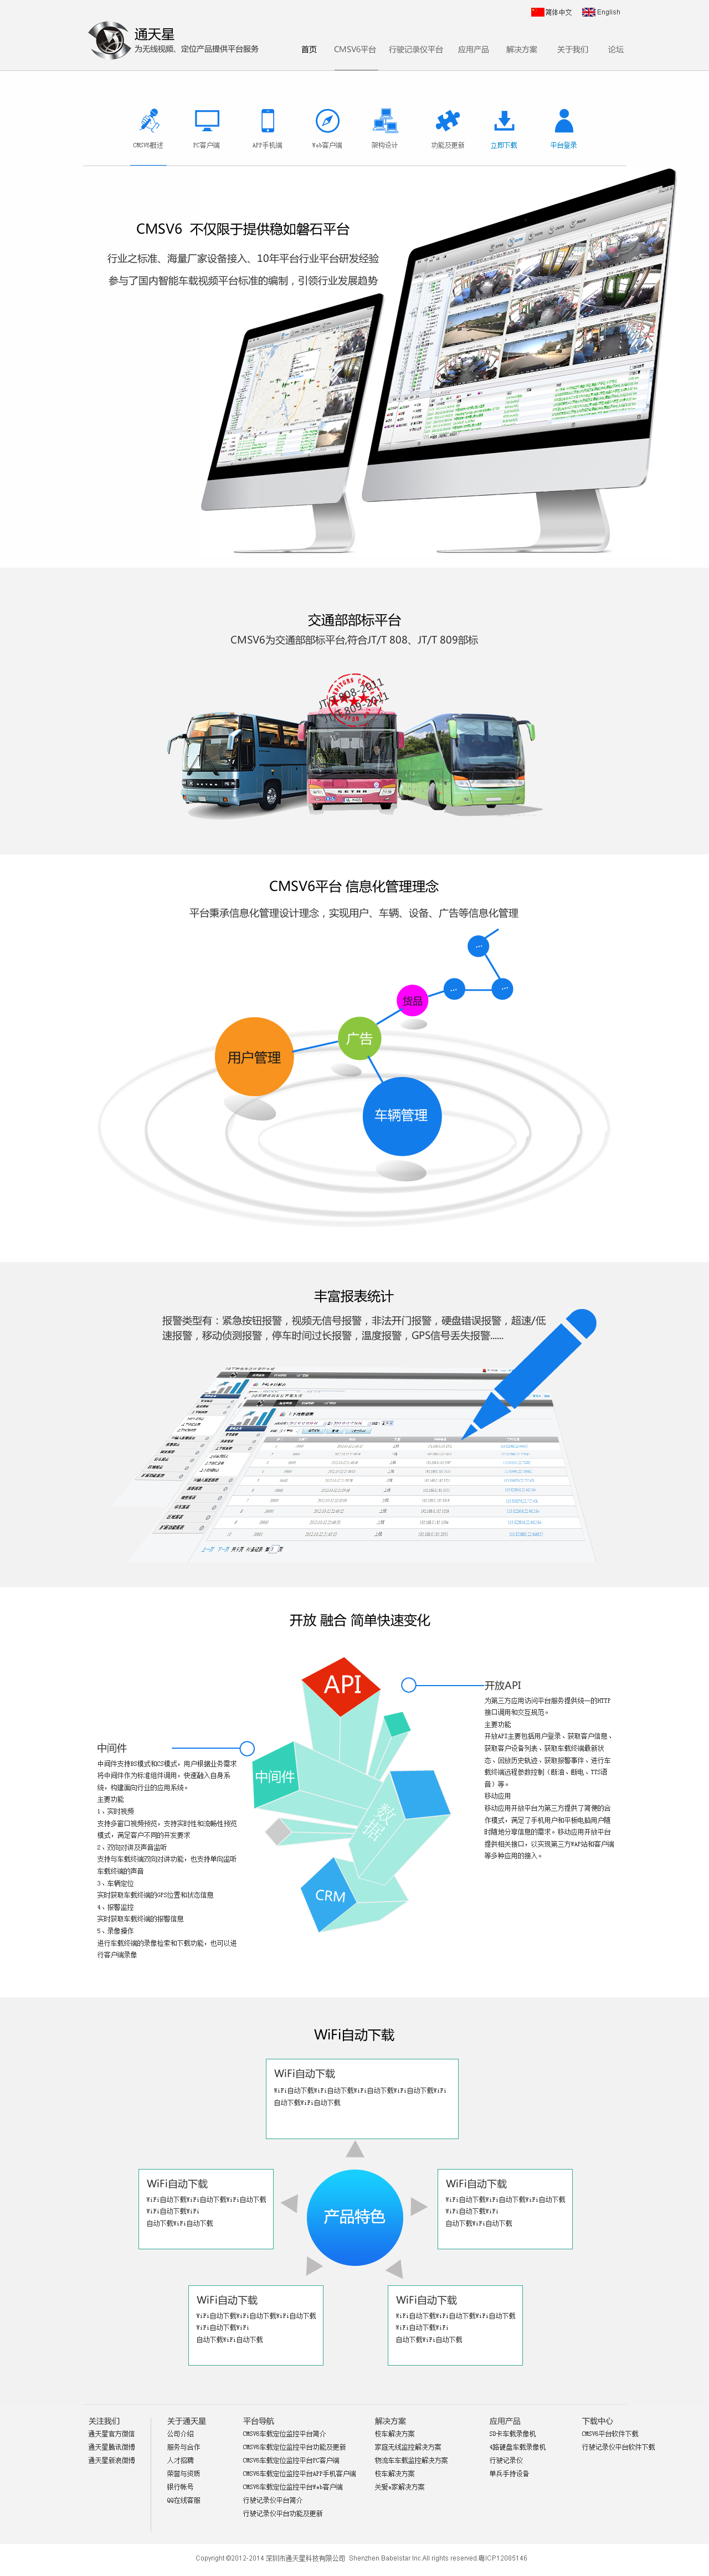 简体中文 English
通天星
为无线视频、定位产品提供平台服务
首页 CMSV6平台 行驶记录仪平台 应用产品 解决方案 关于我们 论坛
CMSV6概述 PC客户端 APP手机端 Web客户端 架构设计 功能及更新 立即下载 平台登录
CMSV6 不仅限于提供稳如磐石平台
行业之标准、海量厂家设备接入、10年平台行业平台研发经验
参与了国内智能车载视频平台标准的编制，引领行业发展趋势
交通部部标平台
CMSV6为交通部部标平台,符合JT/T 808、JT/T 809部标
JT/T 808-2011
JT/T 809-2011
SETRA
CMSV6平台 信息化管理理念
平台秉承信息化管理设计理念，实现用户、车辆、设备、广告等信息化管理
...
... ...
货品
广告
用户管理
车辆管理
丰富报表统计
报警类型有：紧急按钮报警，视频无信号报警，非法开门报警，硬盘错误报警，超速/低
速报警，移动侦测报警，停车时间过长报警，温度报警，GPS信号丢失报警......
开放 融合 简单快速变化
API
中间件
数据
CRM
开放API
为第三方应用访问平台服务提供统一的HTTP
接口调用和交互规范。
主要功能
开放API主要包括用户登录、获取客户信息、
获取客户设备列表、获取车载终端最新状
态、回放历史轨迹、获取报警事件、进行车
载终端远程参数控制（断油、断电、TTS语
音）等。
移动应用
移动应用开放平台为第三方提供了简便的合
作模式，满足了手机用户和平板电脑用户随
时随地分享信息的需求。移动应用开放平台
提供相关接口，以实现第三方WAP站和客户端
等多种应用的接入。
中间件
中间件支持BS模式和CS模式，用户根据业务需求
将中间件作为标准组件调用，快速融入自身系
统，构建面向行业的应用系统。
主要功能
1、实时视频
支持多窗口视频预览，支持实时性和流畅性预览
模式，满足客户不同的开发要求
2、双向对讲及声音监听
支持与车载终端双向对讲功能，也支持单向监听
车载终端的声音
3、车辆定位
实时获取车载终端的GPS位置和状态信息
4、报警监控
实时获取车载终端的报警信息
5、录像操作
进行车载终端的录像检索和下载功能，也可以进
行客户端录像
WiFi自动下载
WiFi自动下载
WiFi自动下载WiFi自动下载WiFi自动下载WiFi自动下载WiFi
自动下载WiFi自动下载
WiFi自动下载
WiFi自动下载WiFi自动下载WiFi自动下载
WiFi自动下载WiFi
自动下载WiFi自动下载
产品特色
WiFi自动下载
WiFi自动下载WiFi自动下载WiFi自动下载
WiFi自动下载WiFi
自动下载WiFi自动下载
WiFi自动下载
WiFi自动下载WiFi自动下载WiFi自动下载
WiFi自动下载WiFi
自动下载WiFi自动下载
WiFi自动下载
WiFi自动下载WiFi自动下载WiFi自动下载
WiFi自动下载WiFi
自动下载WiFi自动下载
关注我们
通天星官方微信
通天星腾讯微博
通天星新浪微博
关于通天星
公司介绍
服务与合作
人才招聘
荣誉与资质
银行帐号
QQ在线客服
平台导航
CMSV6车载定位监控平台简介
CMSV6车载定位监控平台功能及更新
CMSV6车载定位监控平台PC客户端
CMSV6车载定位监控平台APP手机客户端
CMSV6车载定位监控平台Web客户端
行驶记录仪平台简介
行驶记录仪平台功能及更新
解决方案
校车解决方案
家庭无线监控解决方案
物流车车载监控解决方案
校车解决方案
关爱e家解决方案
应用产品
SD卡车载录像机
4路硬盘车载录像机
行驶记录仪
单兵手持设备
下载中心
CMSV6平台软件下载
行驶记录仪平台软件下载
Copyright ©2012-2014 深圳市通天星科技有限公司 Shenzhen Babelstar Inc.All rights reserved.粤ICP12085146